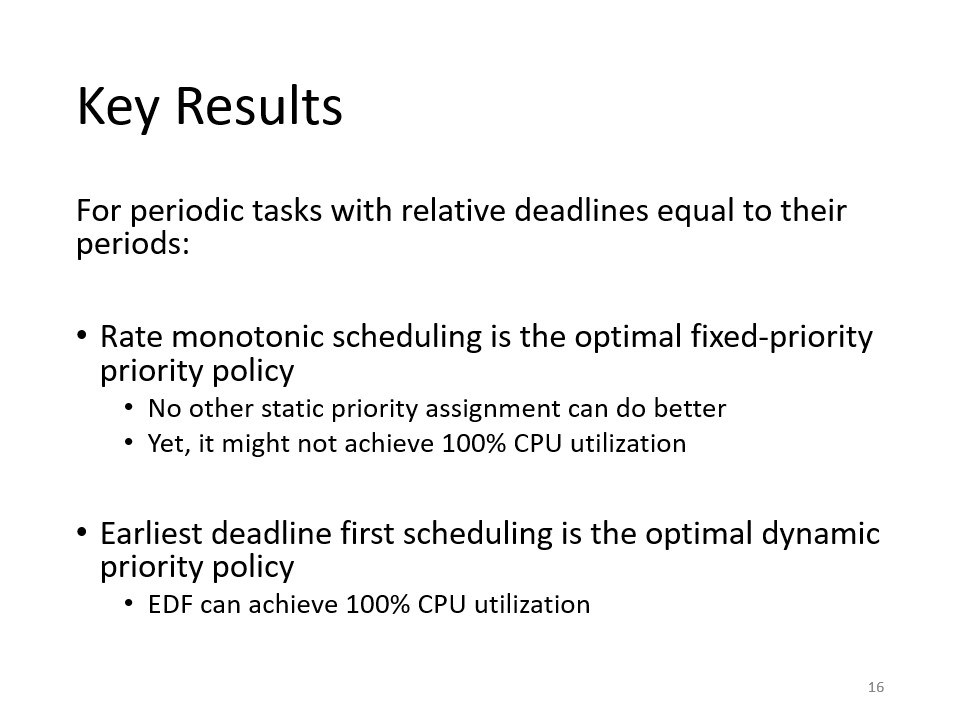 Key Results
For periodic tasks with relative deadlines equal to their
periods:
• Rate monotonic scheduling is the optimal fixed-priority
priority policy
• No other static priority assignment can do better
• Yet, it might not achieve 100% CPU utilization
• Earliest deadline first scheduling is the optimal dynamic
priority policy
• EDF can achieve 100% CPU utilization
16